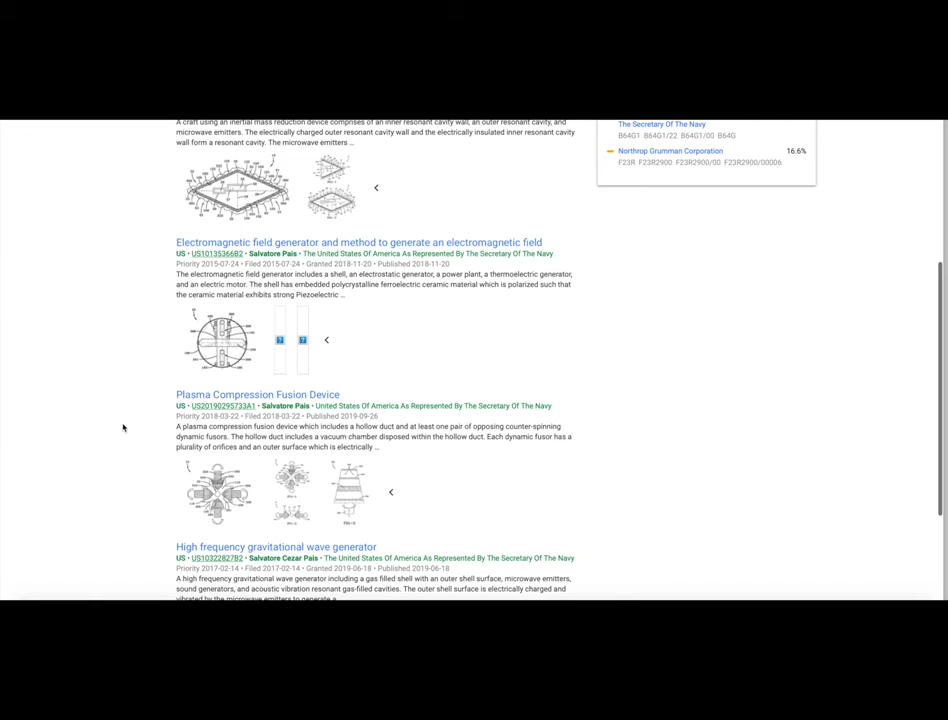 A craft using an inertial mass reduction device comprises of an inner resonant cavity wall, an outer resonant cavity, and
microwave emitters. The electrically charged outer resonant cavity wall and the electrically insulated inner resonant cavity
wall form a resonant cavity. The microwave emitters ...
The Secretary Of The Navy
B64G1 B64G1/22 B64G1/00 B64G
Northrop Grumman Corporation 16.6%
F23R F23R2900 F23R2900/00 F23R2900/00006
Electromagnetic field generator and method to generate an electromagnetic field
US • US10135366B2 • Salvatore Pais • The United States Of America As Represented By The Secretary Of The Navy
Priority 2015-07-24 • Filed 2015-07-24 • Granted 2018-11-20 • Published 2018-11-20
The electromagnetic field generator includes a shell, an electrostatic generator, a power plant, a thermoelectric generator,
and an electric motor. The shell has embedded polycrystalline ferroelectric ceramic material which is polarized such that
the ceramic material exhibits strong Piezoelectric ...
Plasma Compression Fusion Device
US • US20190295733A1 • Salvatore Pais • United States Of America As Represented By The Secretary Of The Navy
Priority 2018-03-22 • Filed 2018-03-22 • Published 2019-09-26
A plasma compression fusion device which includes a hollow duct and at least one pair of opposing counter-spinning
dynamic fusors. The hollow duct includes a vacuum chamber disposed within the hollow duct. Each dynamic fusor has a
plurality of orifices and an outer surface which is electrically ...
High frequency gravitational wave generator
US • US10322827B2 • Salvatore Cezar Pais • The United States Of America As Represented By The Secretary Of The Navy
Priority 2017-02-14 • Filed 2017-02-14 • Granted 2019-06-18 • Published 2019-06-18
A high frequency gravitational wave generator including a gas filled shell with an outer shell surface, microwave emitters,
sound generators, and acoustic vibration resonant gas-filled cavities. The outer shell surface is electrically charged and
vibrated by the microwave emitters to generate a